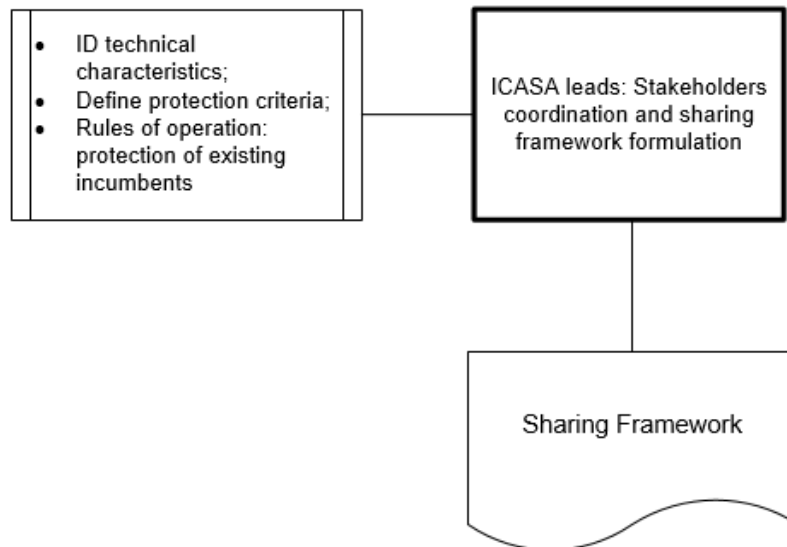 • ID technical
characteristics;
• Define protection criteria;
• Rules of operation:
protection of existing
incumbents
ICASA leads: Stakeholders
coordination and sharing
framework formulation
Sharing Framework